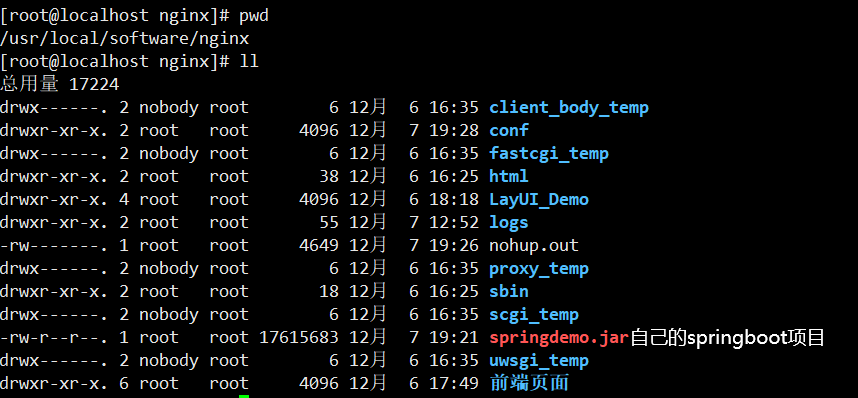 [root@localhost nginx]# pwd
/usr/local/software/nginx
[root@localhost nginx]# ll
总用量 17224
drwx------. 2 nobody root        6 12月  6 16:35 client_body_temp
drwxr-xr-x. 2 root   root     4096 12月  7 19:28 conf
drwx------. 2 nobody root        6 12月  6 16:35 fastcgi_temp
drwxr-xr-x. 2 root   root       38 12月  6 16:25 html
drwxr-xr-x. 4 root   root     4096 12月  6 18:18 LayUI_Demo
drwxr-xr-x. 2 root   root       55 12月  7 12:52 logs
-rw-------. 1 root   root     4649 12月  7 19:26 nohup.out
drwx------. 2 nobody root        6 12月  6 16:35 proxy_temp
drwxr-xr-x. 2 root   root       18 12月  6 16:25 sbin
drwx------. 2 nobody root        6 12月  6 16:35 scgi_temp
-rw-r--r--. 1 root   root 17615683 12月  7 19:21 springdemo.jar自己的springboot项目
drwx------. 2 nobody root        6 12月  6 16:35 uwsgi_temp
drwxr-xr-x. 6 root   root     4096 12月  6 17:49 前端页面